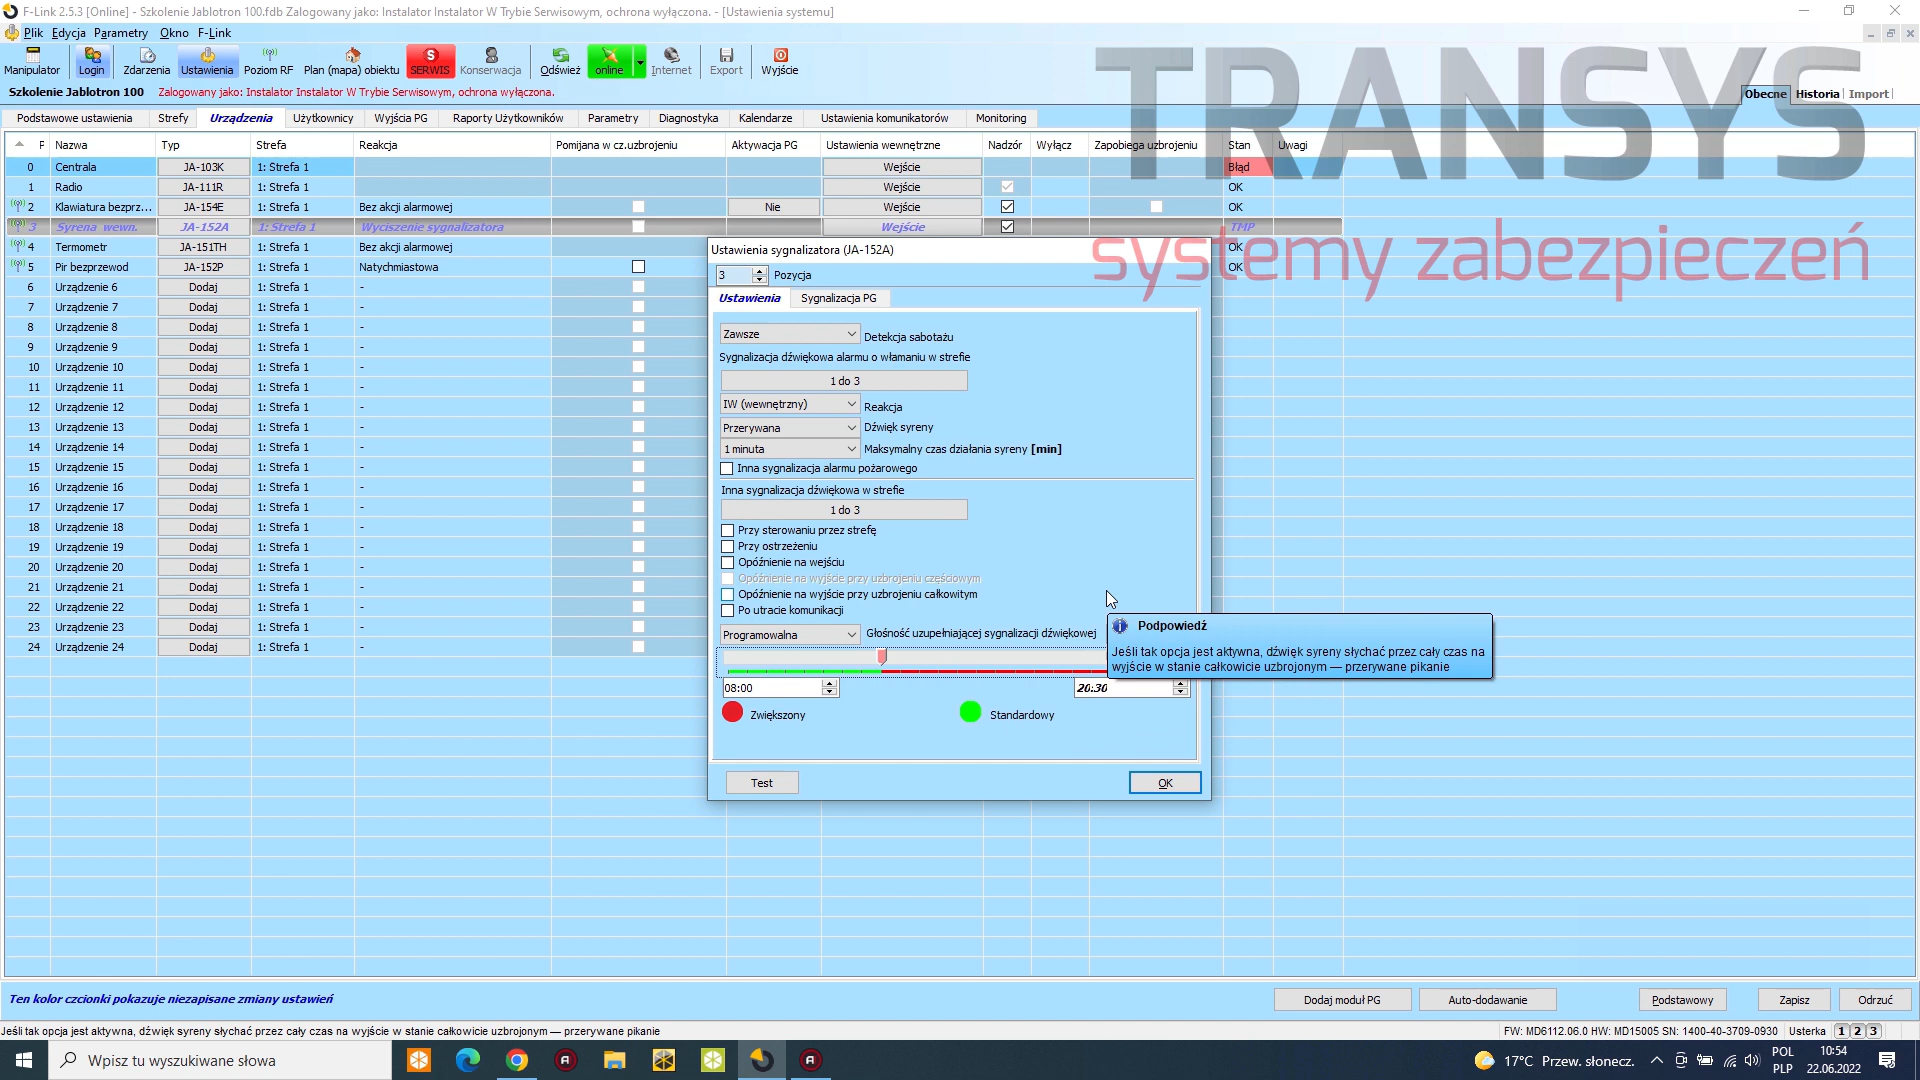 F-Link 2.5.3 [Online] - Szkolenie Jablotron 100.fdb Zalogowany jako: Instalator Instalator W Trybie Serwisowym, ochrona wyłączona. - [Ustawienia systemu]
Plik Edycja Parametry Okno F-Link
Manipulator Login Zdarzenia Ustawienia Poziom RF Plan (mapa) obiektu SERWIS Konserwacja Odśwież online Internet Export Wyjście
TRANSYS
systemy zabezpieczeń
Szkolenie Jablotron 100 Zalogowany jako: Instalator Instalator W Trybie Serwisowym, ochrona wyłączona. Obecne Historia Import
Podstawowe ustawienia Strefy Urządzenia Użytkownicy Wyjścia PG Raporty Użytkowników Parametry Diagnostyka Kalendarze Ustawienia komunikatorów Monitoring
P Nazwa Typ Strefa Reakcja Pomijana w cz.uzbrojeniu Aktywacja PG Ustawienia wewnętrzne Nadzór Wyłącz Zapobiega uzbrojeniu Stan Uwagi
0 Centrala JA-103K 1: Strefa 1 Wejście Błąd
1 Radio JA-111R 1: Strefa 1 Wejście OK
2 Klawiatura bezprz... JA-154E 1: Strefa 1 Bez akcji alarmowej Nie Wejście OK
3 Syrena wewn. JA-152A 1: Strefa 1 Wyciszenie sygnalizatora Wejście TMP
4 Termometr JA-151TH 1: Strefa 1 Bez akcji alarmowej OK
5 Pir bezprzewod JA-152P 1: Strefa 1 Natychmiastowa OK
6 Urządzenie 6 Dodaj 1: Strefa 1 -
7 Urządzenie 7 Dodaj 1: Strefa 1 -
8 Urządzenie 8 Dodaj 1: Strefa 1 -
9 Urządzenie 9 Dodaj 1: Strefa 1 -
10 Urządzenie 10 Dodaj 1: Strefa 1 -
11 Urządzenie 11 Dodaj 1: Strefa 1 -
12 Urządzenie 12 Dodaj 1: Strefa 1 -
13 Urządzenie 13 Dodaj 1: Strefa 1 -
14 Urządzenie 14 Dodaj 1: Strefa 1 -
15 Urządzenie 15 Dodaj 1: Strefa 1 -
16 Urządzenie 16 Dodaj 1: Strefa 1 -
17 Urządzenie 17 Dodaj 1: Strefa 1 -
18 Urządzenie 18 Dodaj 1: Strefa 1 -
19 Urządzenie 19 Dodaj 1: Strefa 1 -
20 Urządzenie 20 Dodaj 1: Strefa 1 -
21 Urządzenie 21 Dodaj 1: Strefa 1 -
22 Urządzenie 22 Dodaj 1: Strefa 1 -
23 Urządzenie 23 Dodaj 1: Strefa 1 -
24 Urządzenie 24 Dodaj 1: Strefa 1 -
Ustawienia sygnalizatora (JA-152A)
3 Pozycja
Ustawienia Sygnalizacja PG
Zawsze Detekcja sabotażu
Sygnalizacja dźwiękowa alarmu o włamaniu w strefie
1 do 3
IW (wewnętrzny) Reakcja
Przerywana Dźwięk syreny
1 minuta Maksymalny czas działania syreny [min]
Inna sygnalizacja alarmu pożarowego
Inna sygnalizacja dźwiękowa w strefie
1 do 3
Przy sterowaniu przez strefę
Przy ostrzeżeniu
Opóźnienie na wejściu
Opóźnienie na wyjście przy uzbrojeniu częściowym
Opóźnienie na wyjście przy uzbrojeniu całkowitym
Po utracie komunikacji
Programowalna Głośność uzupełniającej sygnalizacji dźwiękowej
08:00 20:30
Zwiększony Standardowy
Test OK
Podpowiedź
Jeśli tak opcja jest aktywna, dźwięk syreny słychać przez cały czas na
wyjście w stanie całkowicie uzbrojonym — przerywane pikanie
Ten kolor czcionki pokazuje niezapisane zmiany ustawień Dodaj moduł PG Auto-dodawanie Podstawowy Zapisz Odrzuć
Jeśli tak opcja jest aktywna, dźwięk syreny słychać przez cały czas na wyjście w stanie całkowicie uzbrojonym — przerywane pikanie FW: MD6112.06.0 HW: MD15005 SN: 1400-40-3709-0930 Usterka 1 2 3
Wpisz tu wyszukiwane słowa 17°C Przew. słonecz. POL PLP 10:54 22.06.2022